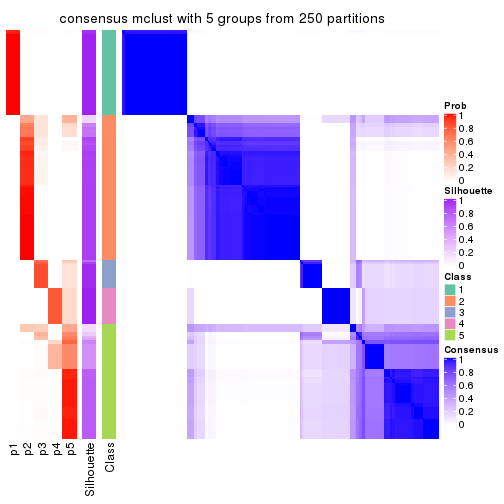 consensus mclust with 5 groups from 250 partitions
Prob
1
0.8
0.6
0.4
0.2
0
Silhouette
1
0.8
0.6
0.4
0.2
0
Class
1
2
3
4
5
Consensus
1
0.8
0.6
0.4
0.2
0
p1
p2
p3
p4
p5
Silhouette
Class